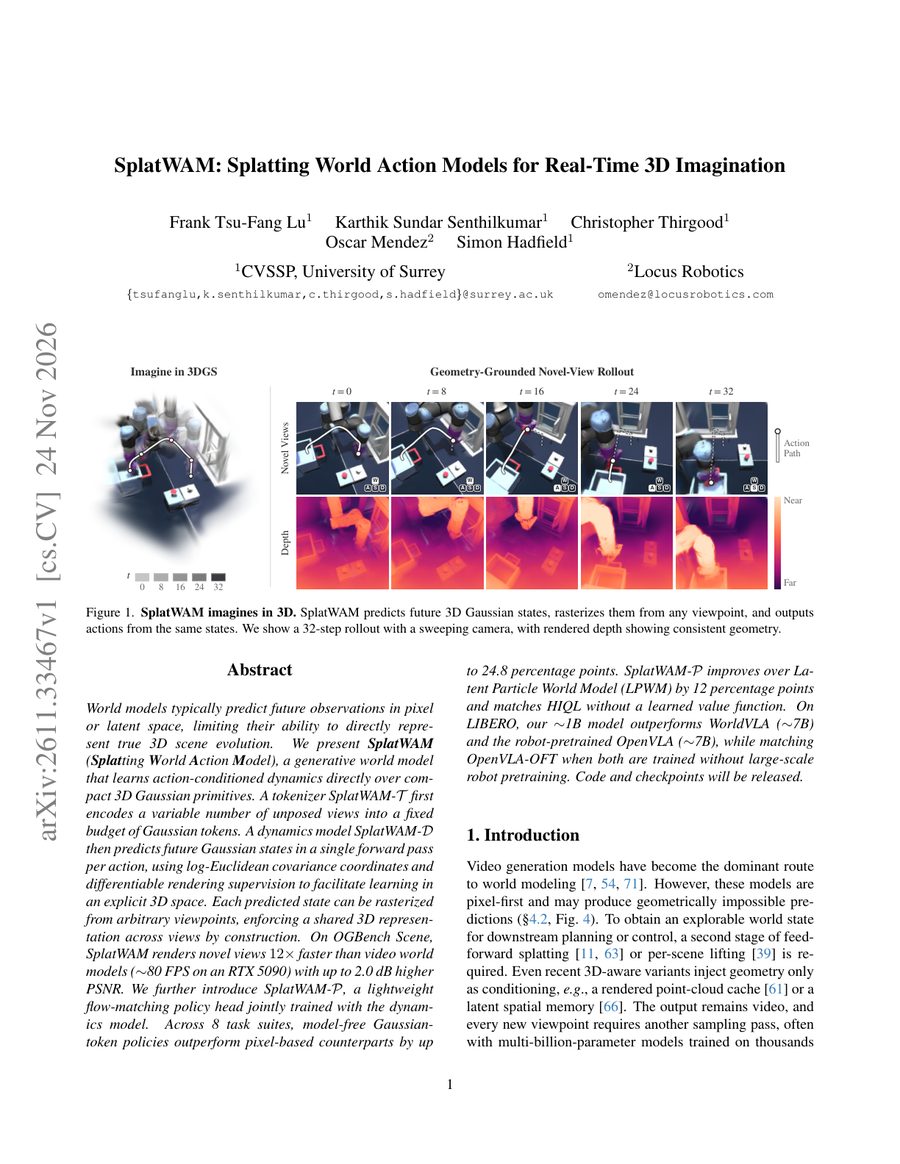 SplatWAM: Splatting World Action Models for Real-Time 3D Imagination
Frank Tsu-Fang Lu1 Karthik Sundar Senthilkumar1 Christopher Thirgood1
Oscar Mendez2 Simon Hadfield1
1CVSSP, University of Surrey 2Locus Robotics
{tsufanglu,k.senthilkumar,c.thirgood,s.hadfield}@surrey.ac.uk omendez@locusrobotics.com
arXiv:2611.33467v1 [cs.CV] 24 Nov 2026
Imagine in 3DGS
t
0 8 16 24 32
Geometry-Grounded Novel-View Rollout
t = 0 t = 8 t = 16 t = 24 t = 32
Novel Views
W
A S D
W
A S D
W
A S D
W
A S D
W
A S D
Action
Path
Depth
Near
Far
Figure 1. SplatWAM imagines in 3D. SplatWAM predicts future 3D Gaussian states, rasterizes them from any viewpoint, and outputs
actions from the same states. We show a 32-step rollout with a sweeping camera, with rendered depth showing consistent geometry.
Abstract
World models typically predict future observations in pixel
or latent space, limiting their ability to directly repre-
sent true 3D scene evolution. We present SplatWAM
(Splatting World Action Model), a generative world model
that learns action-conditioned dynamics directly over com-
pact 3D Gaussian primitives. A tokenizer SplatWAM-𝒯 first
encodes a variable number of unposed views into a fixed
budget of Gaussian tokens. A dynamics model SplatWAM-𝒟
then predicts future Gaussian states in a single forward pass
per action, using log-Euclidean covariance coordinates and
differentiable rendering supervision to facilitate learning in
an explicit 3D space. Each predicted state can be rasterized
from arbitrary viewpoints, enforcing a shared 3D represen-
tation across views by construction. On OGBench Scene,
SplatWAM renders novel views 12× faster than video world
models (∼80 FPS on an RTX 5090) with up to 2.0 dB higher
PSNR. We further introduce SplatWAM-𝒫, a lightweight
flow-matching policy head jointly trained with the dynam-
ics model. Across 8 task suites, model-free Gaussian-
token policies outperform pixel-based counterparts by up
to 24.8 percentage points. SplatWAM-𝒫 improves over La-
tent Particle World Model (LPWM) by 12 percentage points
and matches HIQL without a learned value function. On
LIBERO, our ∼1B model outperforms WorldVLA (∼7B)
and the robot-pretrained OpenVLA (∼7B), while matching
OpenVLA-OFT when both are trained without large-scale
robot pretraining. Code and checkpoints will be released.
1. Introduction
Video generation models have become the dominant route
to world modeling [7, 54, 71]. However, these models are
pixel-first and may produce geometrically impossible pre-
dictions (§4.2, Fig. 4). To obtain an explorable world state
for downstream planning or control, a second stage of feed-
forward splatting [11, 63] or per-scene lifting [39] is re-
quired. Even recent 3D-aware variants inject geometry only
as conditioning, e.g., a rendered point-cloud cache [61] or a
latent spatial memory [66]. The output remains video, and
every new viewpoint requires another sampling pass, often
with multi-billion-parameter models trained on thousands
1